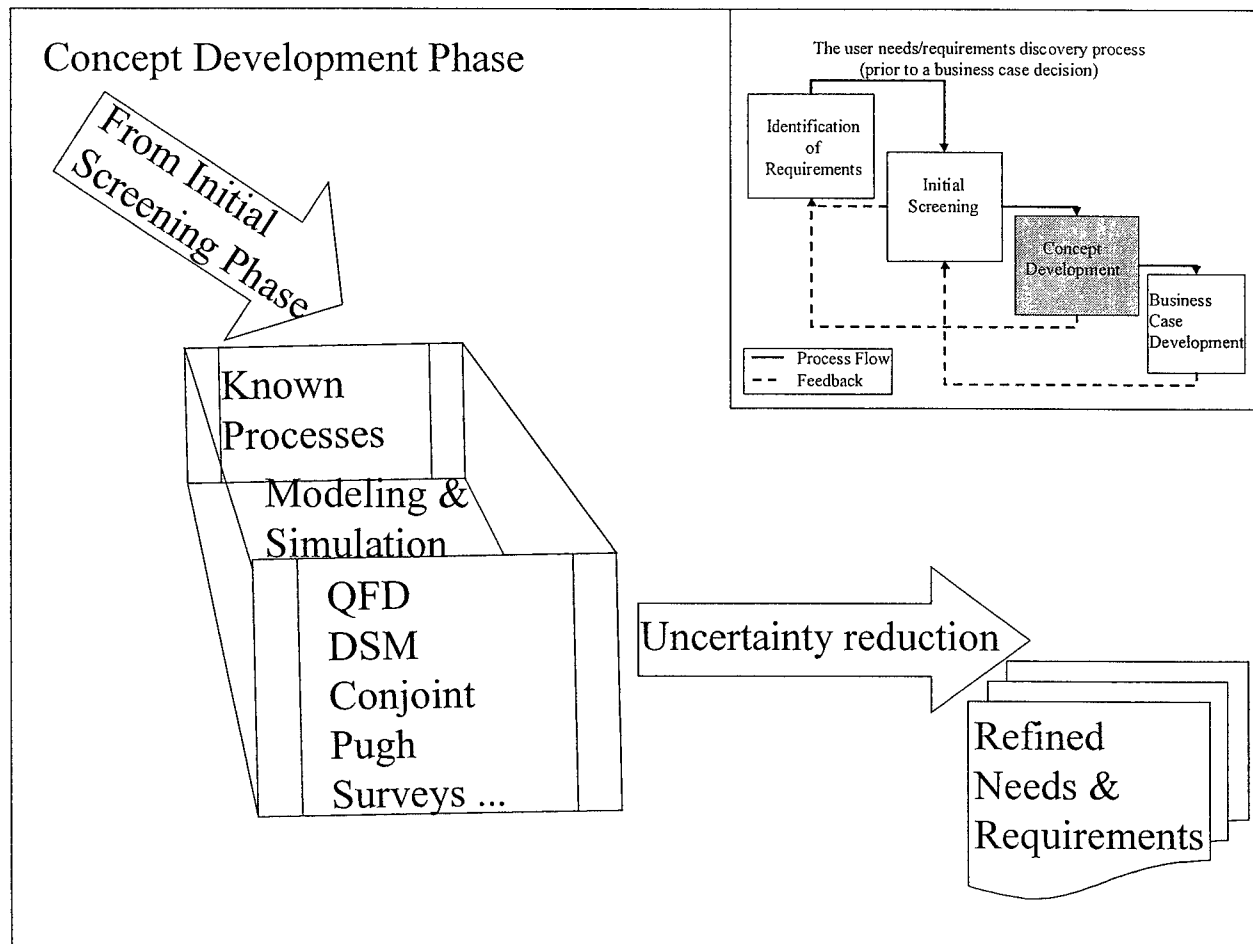 Concept Development Phase
From Initial
Screening Phase
Known
Processes
Modeling &
Simulation
QFD
DSM
Conjoint
Pugh
Surveys ...
Uncertainty reduction
Refined
Needs &
Requirements
The user needs/requirements discovery process
(prior to a business case decision)
Identification
of
Requirements
Initial
Screening
Concept
Development
Business
Case
Development
Process Flow
Feedback